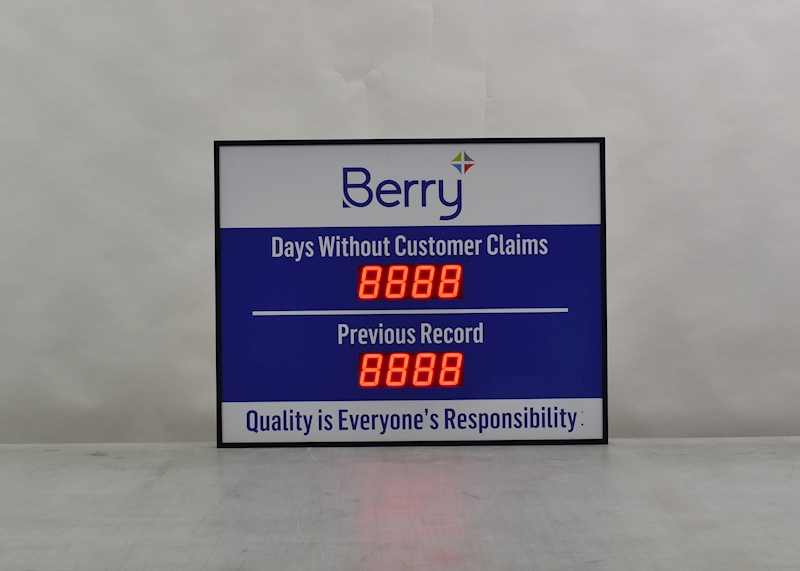 Berry
Days Without Customer Claims
8888
Previous Record
8888
Quality is Everyone's Responsibility